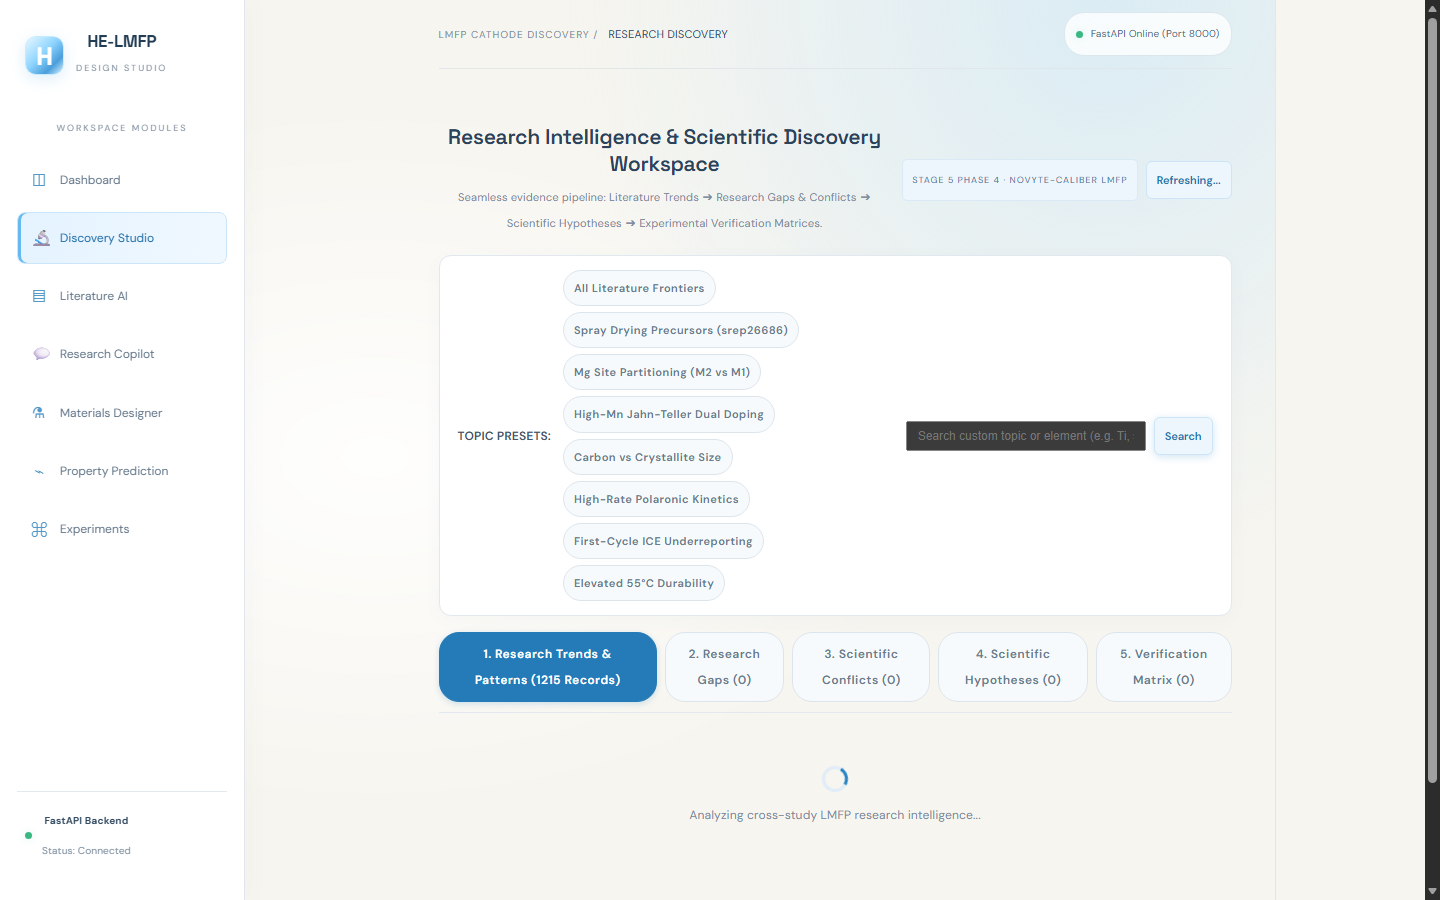 H
HE-LMFP
DESIGN STUDIO
WORKSPACE MODULES
Dashboard
Discovery Studio
Literature AI
Research Copilot
Materials Designer
Property Prediction
Experiments
FastAPI Backend
Status: Connected
LMFP CATHODE DISCOVERY / RESEARCH DISCOVERY
FastAPI Online (Port 8000)
Research Intelligence & Scientific Discovery
Workspace
Seamless evidence pipeline: Literature Trends ➔ Research Gaps & Conflicts ➔
Scientific Hypotheses ➔ Experimental Verification Matrices.
STAGE 5 PHASE 4 · NOVYTE-CALIBER LMFP
Refreshing...
TOPIC PRESETS:
All Literature Frontiers
Spray Drying Precursors (srep26686)
Mg Site Partitioning (M2 vs M1)
High-Mn Jahn-Teller Dual Doping
Carbon vs Crystallite Size
High-Rate Polaronic Kinetics
First-Cycle ICE Underreporting
Elevated 55°C Durability
Search custom topic or element (e.g. Ti,
Search
1. Research Trends &
Patterns (1215 Records)
2. Research
Gaps (0)
3. Scientific
Conflicts (0)
4. Scientific
Hypotheses (0)
5. Verification
Matrix (0)
Analyzing cross-study LMFP research intelligence...